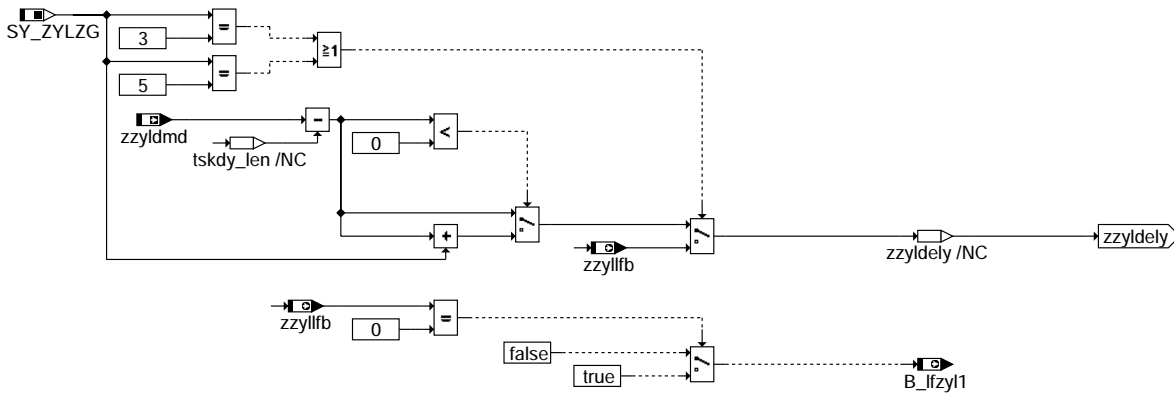 SY_ZYLZG
3
=
≥1
5
=
zzyldmd
-
tskdy_len /NC
0
<
+
zzyllfb
zzyldely /NC
zzyldely
zzyllfb
0
=
false
true
B_lfzyl1